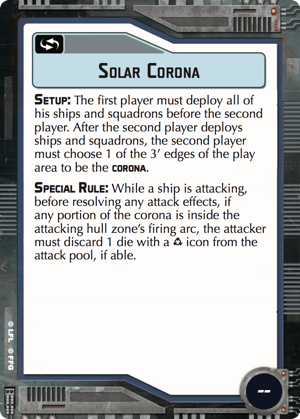 Solar Corona
Setup: The first player must deploy all of
his ships and squadrons before the second
player. After the second player deploys
ships and squadrons, the second player
must choose 1 of the 3’ edges of the play
area to be the corona.
Special Rule: While a ship is attacking,
before resolving any attack effects, if
any portion of the corona is inside the
attacking hull zone’s firing arc, the attacker
must discard 1 die with a icon from the
attack pool, if able.
© LFL © FFG
--